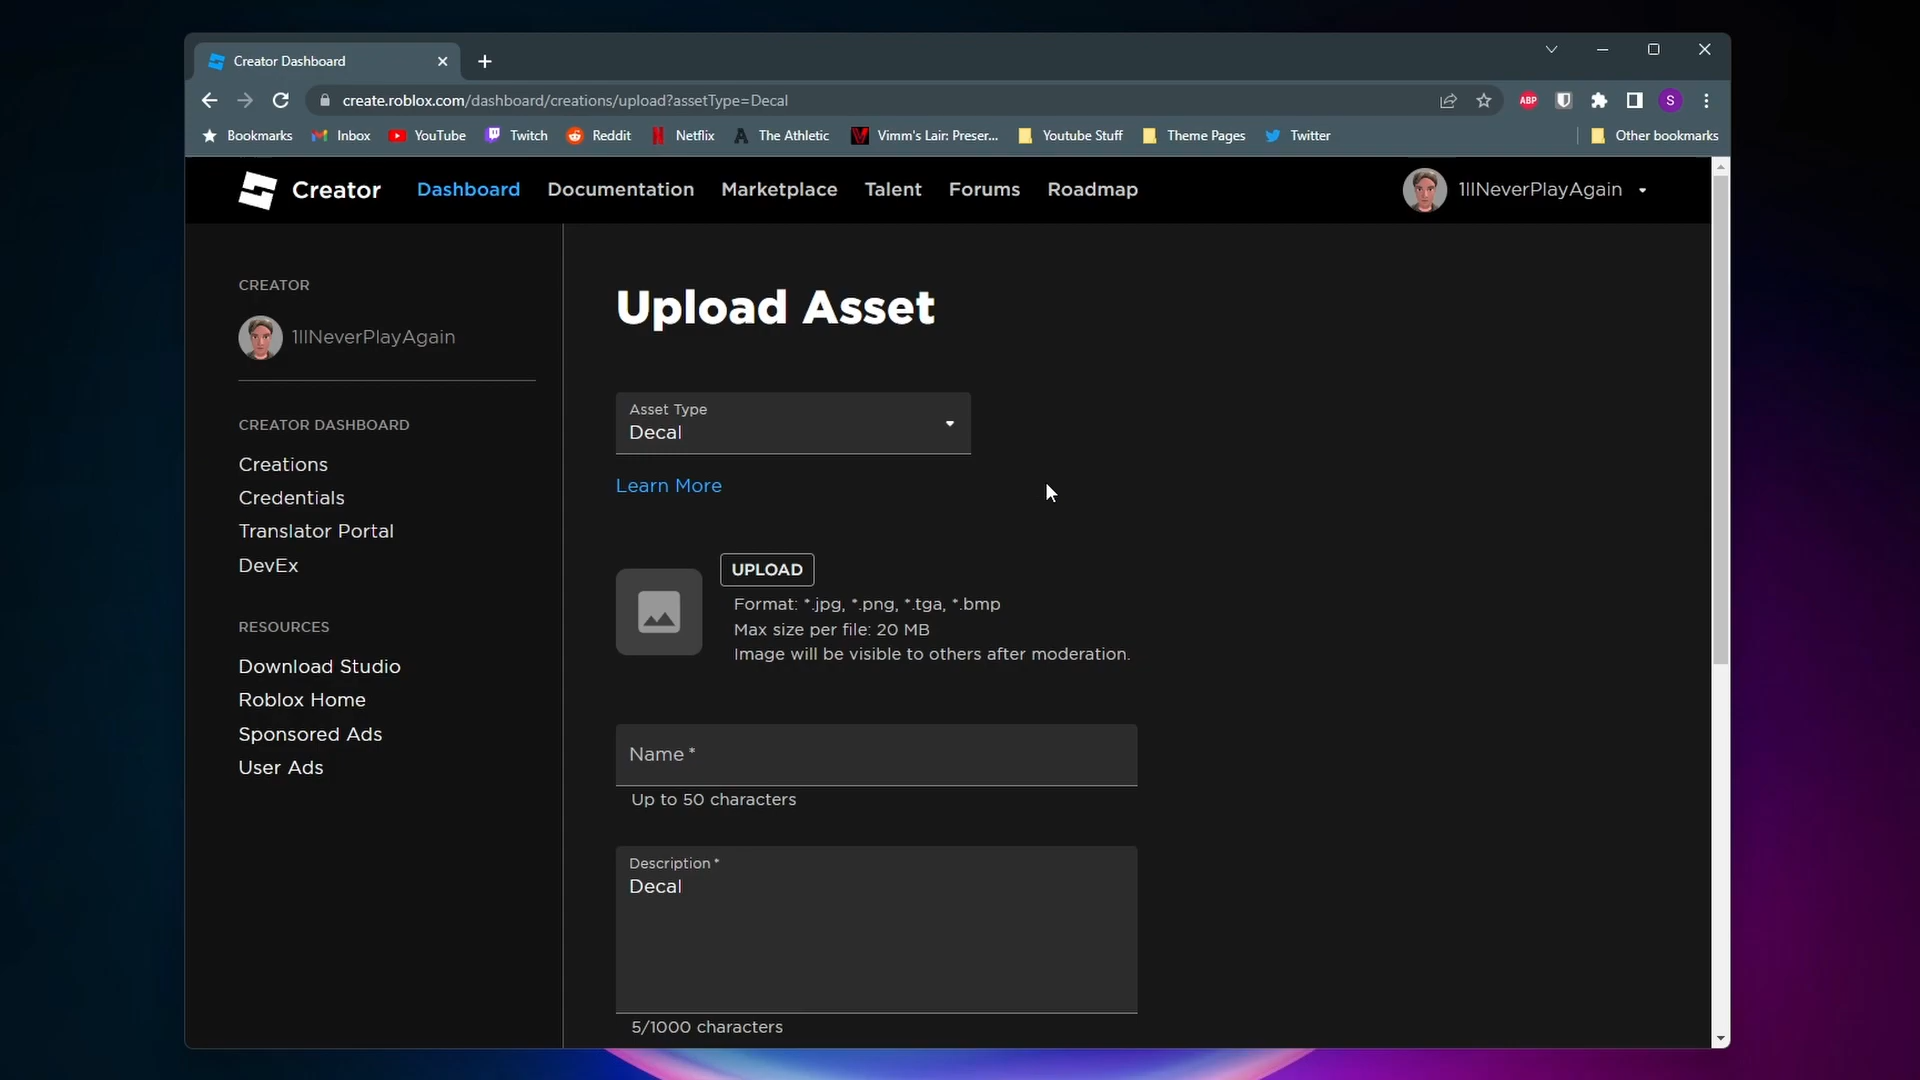 Creator Dashboard
create.roblox.com/dashboard/creations/upload?assetType=Decal
ABP
S
Bookmarks Inbox YouTube Twitch Reddit Netflix The Athletic Vimm's Lair: Preser... Youtube Stuff Theme Pages Twitter Other bookmarks
Creator Dashboard Documentation Marketplace Talent Forums Roadmap 1llNeverPlayAgain
CREATOR
1llNeverPlayAgain
CREATOR DASHBOARD
Creations
Credentials
Translator Portal
DevEx
RESOURCES
Download Studio
Roblox Home
Sponsored Ads
User Ads
Upload Asset
Asset Type
Decal
Learn More
UPLOAD
Format: *.jpg, *.png, *.tga, *.bmp
Max size per file: 20 MB
Image will be visible to others after moderation.
Name *
Up to 50 characters
Description *
Decal
5/1000 characters